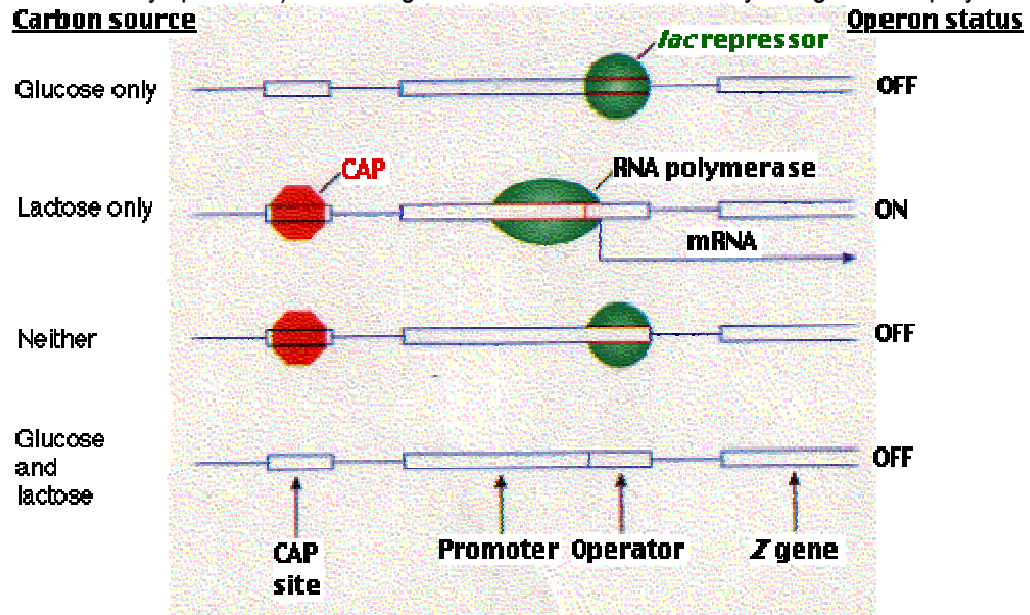 Carbon source
Operon status
lac repressor
Glucose only
OFF
CAP
RNA polymerase
Lactose only
ON
mRNA
Neither
OFF
Glucose
and
lactose
OFF
CAP
site
Promoter
Operator
Z gene